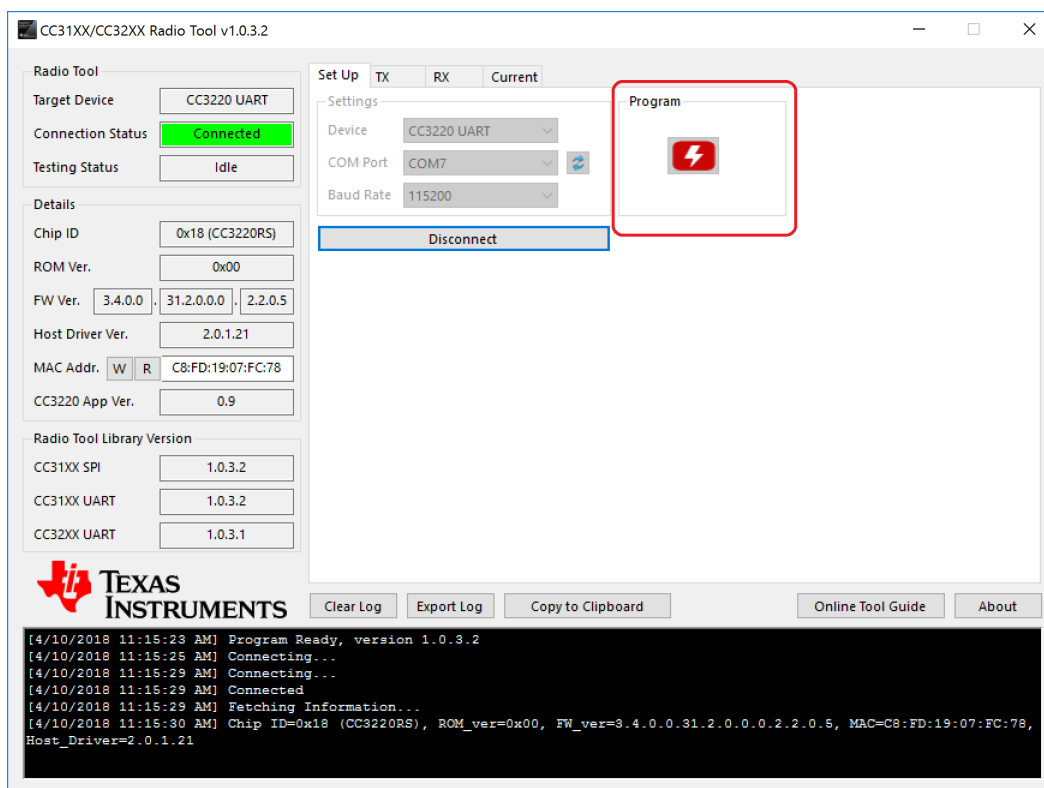 CC31XX/CC32XX Radio Tool v1.0.3.2
Radio Tool
Target Device CC3220 UART
Connection Status Connected
Testing Status Idle
Details
Chip ID 0x18 (CC3220RS)
ROM Ver. 0x00
FW Ver. 3.4.0.0 . 31.2.0.0.0 . 2.2.0.5
Host Driver Ver. 2.0.1.21
MAC Addr. W R C8:FD:19:07:FC:78
CC3220 App Ver. 0.9
Radio Tool Library Version
CC31XX SPI 1.0.3.2
CC31XX UART 1.0.3.2
CC32XX UART 1.0.3.1
TEXAS
INSTRUMENTS
Set Up TX RX Current
Settings
Device CC3220 UART
COM Port COM7
Baud Rate 115200
Disconnect
Program
Clear Log Export Log Copy to Clipboard Online Tool Guide About
[4/10/2018 11:15:23 AM] Program Ready, version 1.0.3.2
[4/10/2018 11:15:25 AM] Connecting...
[4/10/2018 11:15:29 AM] Connecting...
[4/10/2018 11:15:29 AM] Connected
[4/10/2018 11:15:29 AM] Fetching Information...
[4/10/2018 11:15:30 AM] Chip ID=0x18 (CC3220RS), ROM_ver=0x00, FW_ver=3.4.0.0.31.2.0.0.0.2.2.0.5, MAC=C8:FD:19:07:FC:78,
Host_Driver=2.0.1.21